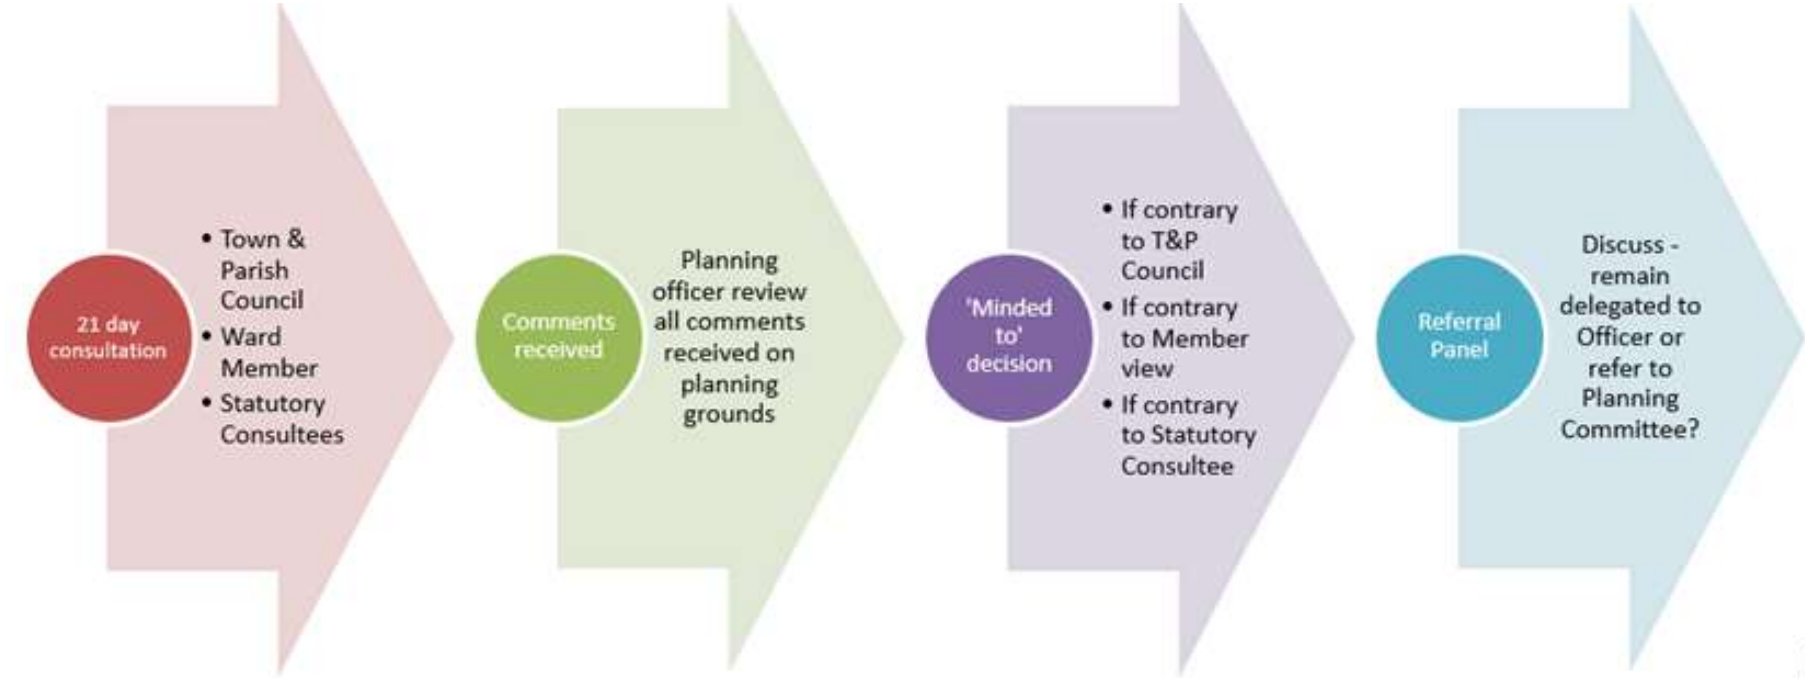 21 day
consultation
• Town &
Parish
Council
• Ward
Member
• Statutory
Consultees
Comments
received
Planning
officer review
all comments
received on
planning
grounds
'Minded
to'
decision
• If contrary
to T&P
Council
• If contrary
to Member
view
• If contrary
to Statutory
Consultee
Referral
Panel
Discuss -
remain
delegated to
Officer or
refer to
Planning
Committee?